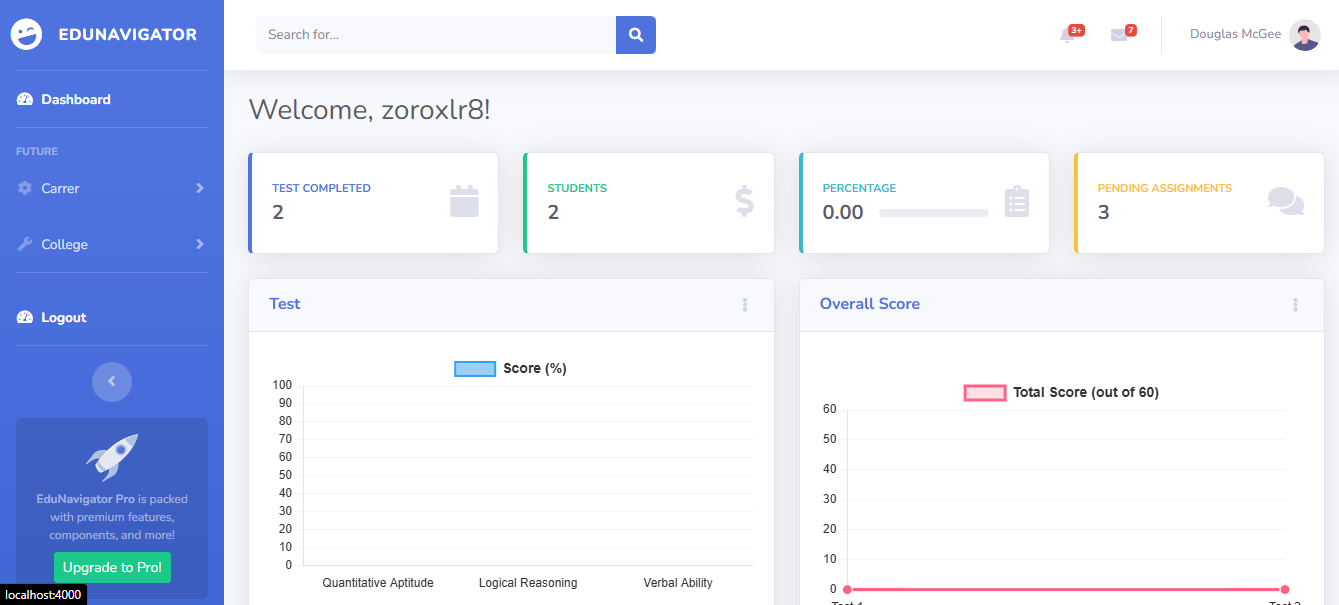 EDUNAVIGATOR
Search for...
3+
7
Douglas McGee
Dashboard
FUTURE
Carrer
College
Logout
EduNavigator Pro is packed
with premium features,
components, and more!
Upgrade to Pro!
localhost:4000
Welcome, zoroxlr8!
TEST COMPLETED
2
STUDENTS
2
PERCENTAGE
0.00
PENDING ASSIGNMENTS
3
Test
Score (%)
100
90
80
70
60
50
40
30
20
10
0
Quantitative Aptitude
Logical Reasoning
Verbal Ability
Overall Score
Total Score (out of 60)
60
50
40
30
20
10
0
Test 1
Test 2